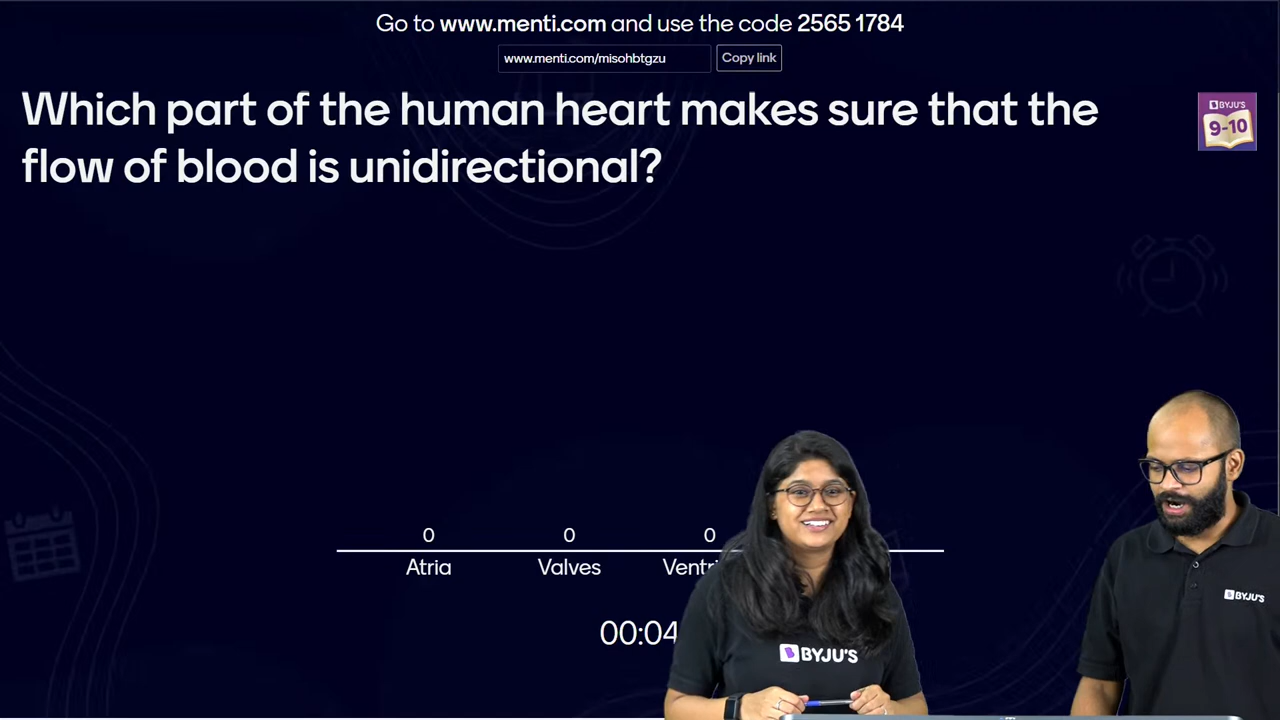 Go to www.menti.com and use the code 2565 1784
www.menti.com/misohbtgzu
Copy link
Which part of the human heart makes sure that the
flow of blood is unidirectional?
BYJU'S
9-10
0 0 0
Atria Valves
00:04
BYJU'S
BYJU'S